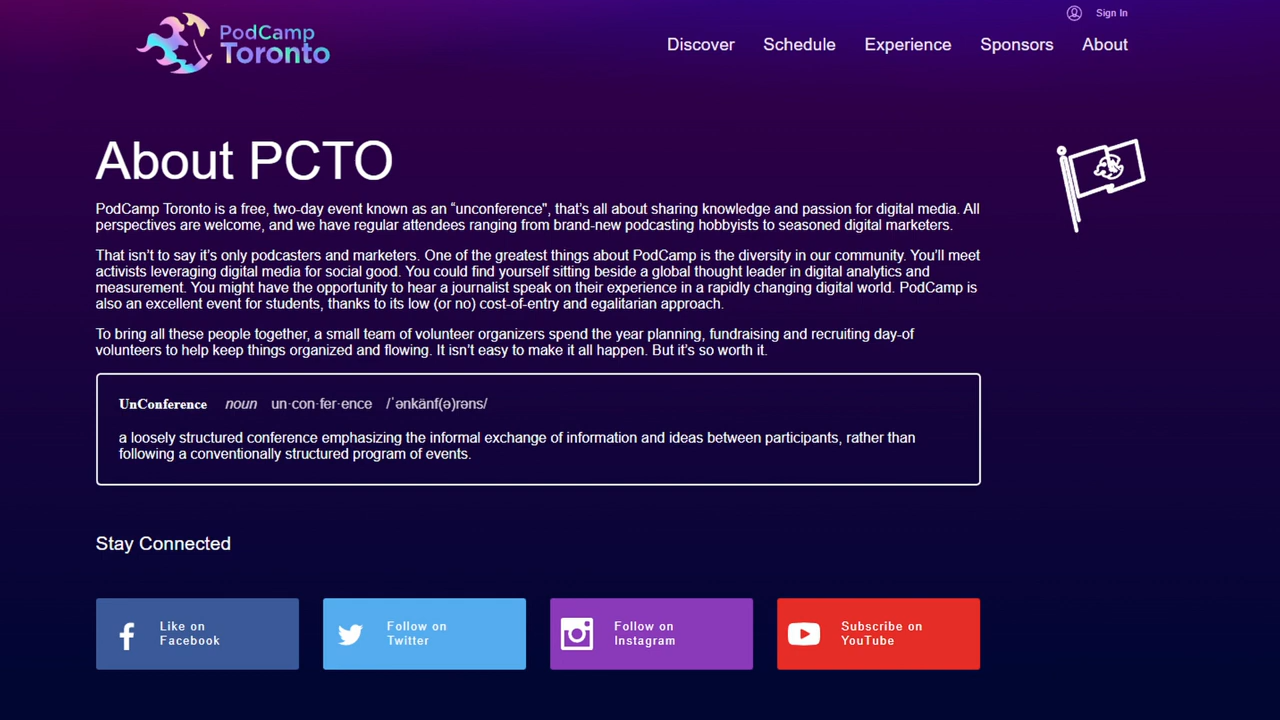 PodCamp
Toronto
Sign In
Discover Schedule Experience Sponsors About
About PCTO
PodCamp Toronto is a free, two-day event known as an “unconference", that’s all about sharing knowledge and passion for digital media. All
perspectives are welcome, and we have regular attendees ranging from brand-new podcasting hobbyists to seasoned digital marketers.
That isn’t to say it’s only podcasters and marketers. One of the greatest things about PodCamp is the diversity in our community. You’ll meet
activists leveraging digital media for social good. You could find yourself sitting beside a global thought leader in digital analytics and
measurement. You might have the opportunity to hear a journalist speak on their experience in a rapidly changing digital world. PodCamp is
also an excellent event for students, thanks to its low (or no) cost-of-entry and egalitarian approach.
To bring all these people together, a small team of volunteer organizers spend the year planning, fundraising and recruiting day-of
volunteers to help keep things organized and flowing. It isn’t easy to make it all happen. But it’s so worth it.
UnConference noun un·con·fer·ence /ˈənkänf(ə)rəns/
a loosely structured conference emphasizing the informal exchange of information and ideas between participants, rather than
following a conventionally structured program of events.
Stay Connected
Like on
Facebook
Follow on
Twitter
Follow on
Instagram
Subscribe on
YouTube